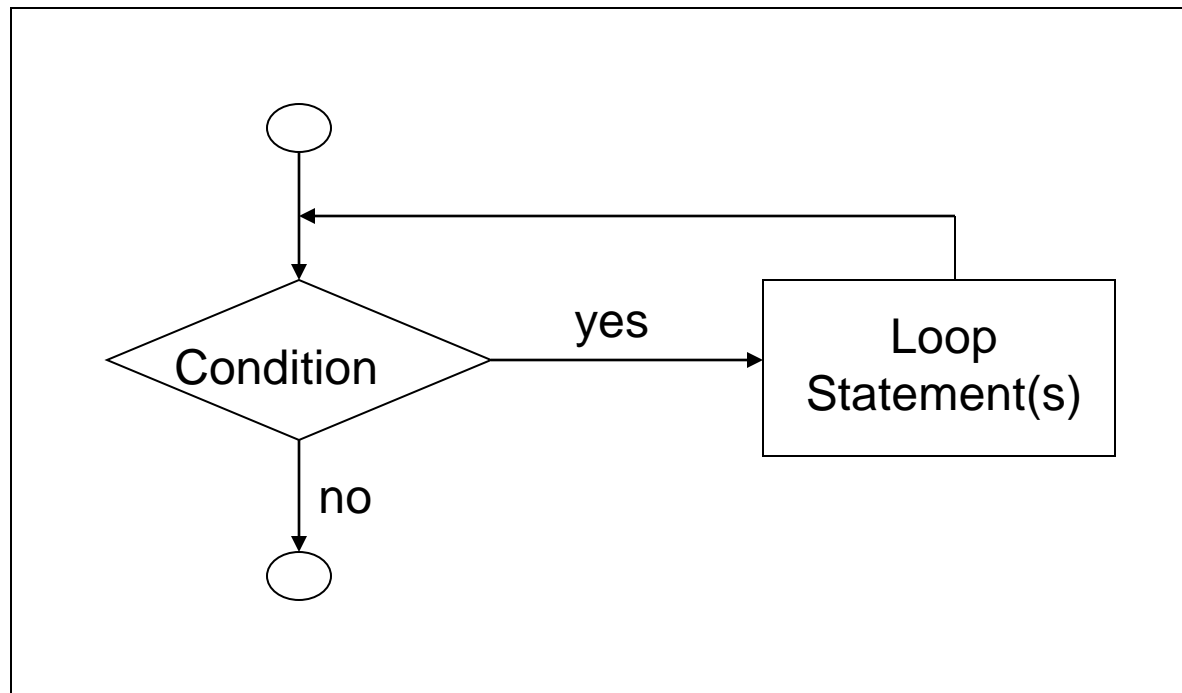 yes
Condition
Loop
Statement(s)
no